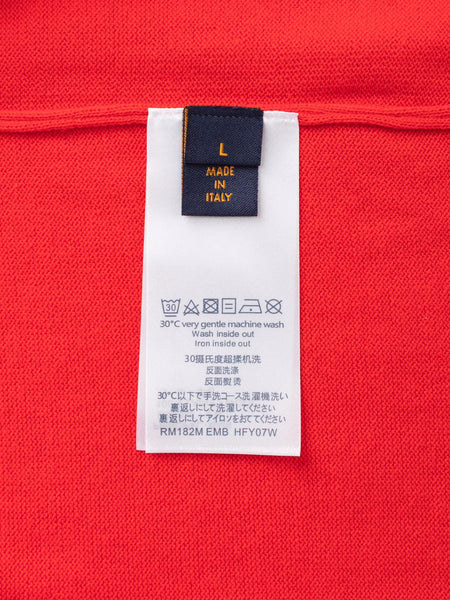 L
MADE
IN
ITALY
30
30°C very gentle machine wash
Wash inside out
Iron inside out
30摄氏度超揉机洗
反面洗涤
反面熨烫
30℃以下で手洗コース洗濯機洗い
裏返しにして洗濯してください
裏返しにしてアイロンをかけてください
RM182M EMB HFY07W